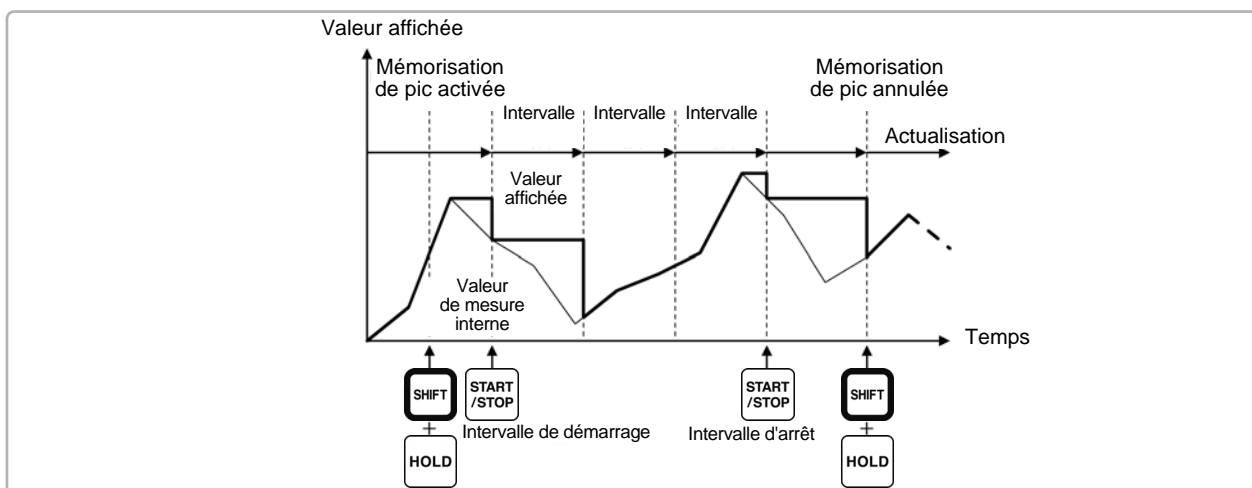 Valeur affichée
Mémorisation
de pic activée
Mémorisation
de pic annulée
Intervalle
Intervalle
Intervalle
Actualisation
Valeur
affichée
Valeur
de mesure
interne
Temps
SHIFT
+
HOLD
START
/STOP
Intervalle de démarrage
START
/STOP
Intervalle d'arrêt
SHIFT
+
HOLD